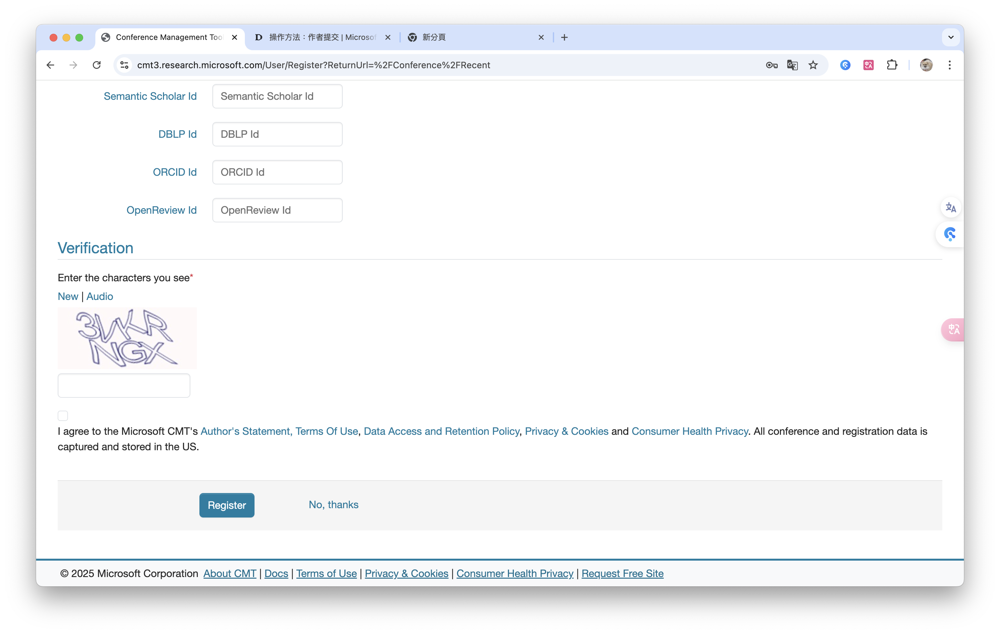 Conference Management Too
操作方法：作者提交 | Microsof
新分頁
cmt3.research.microsoft.com/User/Register?ReturnUrl=%2FConference%2FRecent
Semantic Scholar Id
Semantic Scholar Id
DBLP Id
DBLP Id
ORCID Id
ORCID Id
OpenReview Id
OpenReview Id
Verification
Enter the characters you see*
New | Audio
I agree to the Microsoft CMT's Author's Statement, Terms Of Use, Data Access and Retention Policy, Privacy & Cookies and Consumer Health Privacy. All conference and registration data is
captured and stored in the US.
Register
No, thanks
© 2025 Microsoft Corporation About CMT | Docs | Terms of Use | Privacy & Cookies | Consumer Health Privacy | Request Free Site